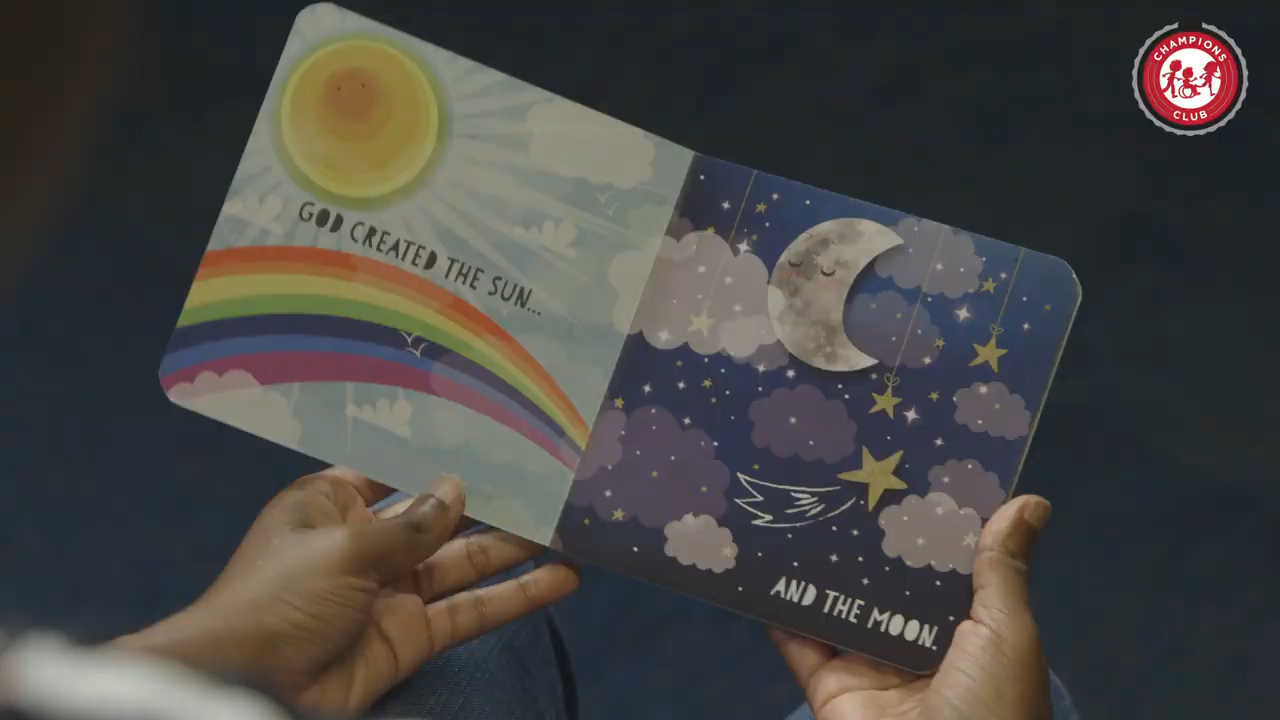 GOD CREATED THE SUN...
AND THE MOON.
CHAMPIONS
CLUB